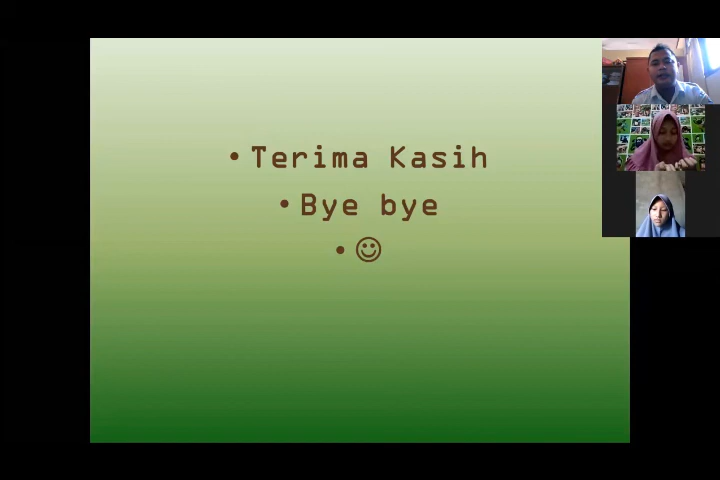 • Terima Kasih
• Bye bye
• ☺